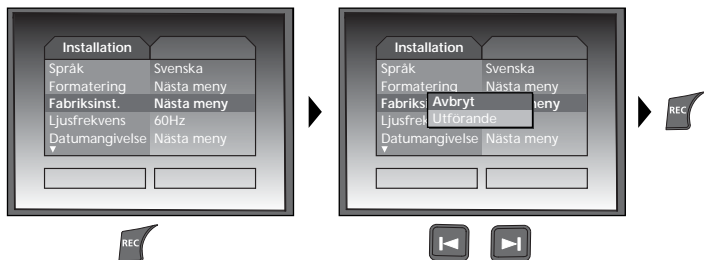 Installation
Språk Svenska
Formatering Nästa meny
Fabriksinst. Nästa meny
Ljusfrekvens 60Hz
Datumangivelse Nästa meny
REC
Installation
Språk Svenska
Formatering Nästa meny
Fabriks Avbryt eny
Ljusfrek Utförande
Datumangivelse Nästa meny
REC